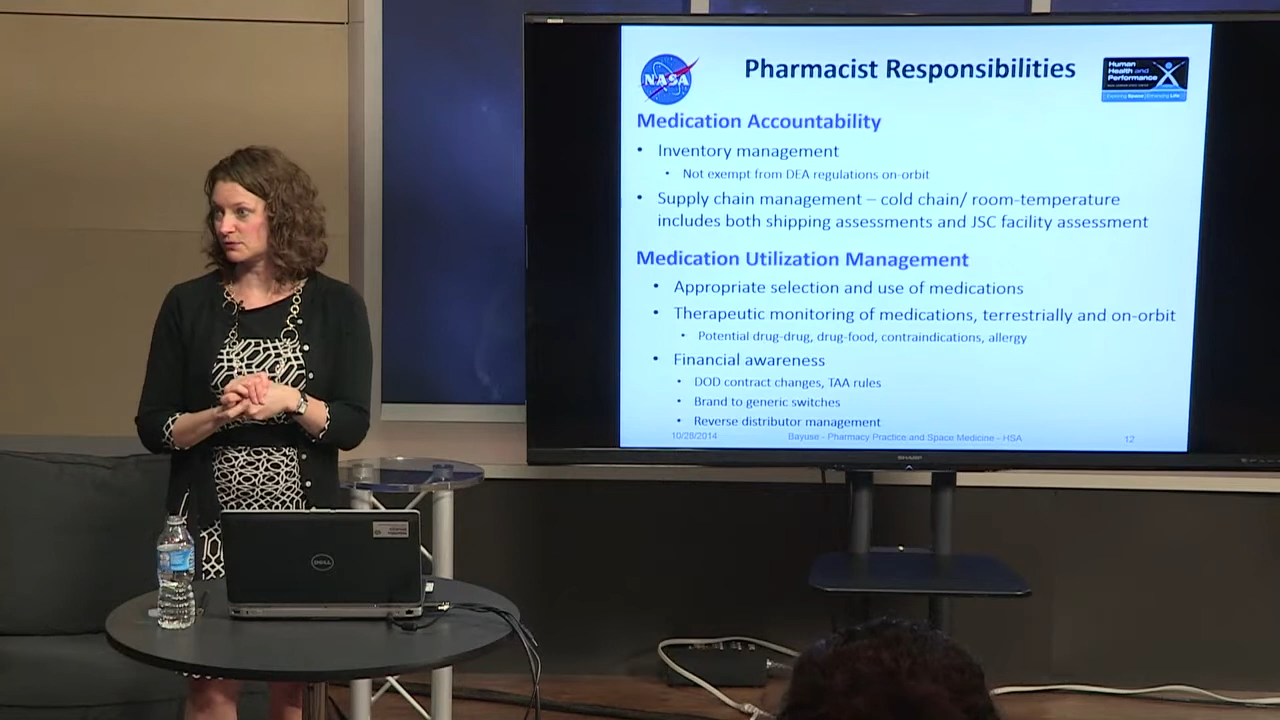 NASA
Pharmacist Responsibilities
Human
Health and
Performance
Exploring Space | Enhancing Life
Medication Accountability
• Inventory management
• Not exempt from DEA regulations on-orbit
• Supply chain management – cold chain/ room-temperature
includes both shipping assessments and JSC facility assessment
Medication Utilization Management
• Appropriate selection and use of medications
• Therapeutic monitoring of medications, terrestrially and on-orbit
• Potential drug-drug, drug-food, contraindications, allergy
• Financial awareness
• DOD contract changes, TAA rules
• Brand to generic switches
• Reverse distributor management
10/28/2014 Bayuse - Pharmacy Practice and Space Medicine - HSA 12
SHARP
DELL